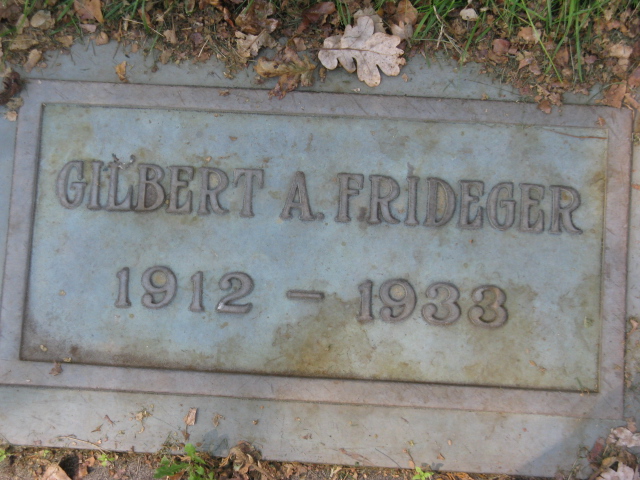 GILBERT A. FRIDEGER
1912 – 1933